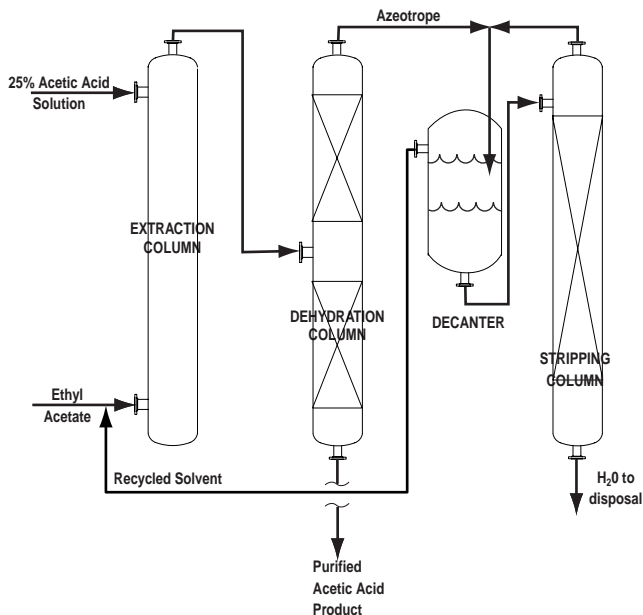 Azeotrope
25% Acetic Acid
Solution
EXTRACTION
COLUMN
DEHYDRATION
COLUMN
DECANTER
STRIPPING
COLUMN
Ethyl
Acetate
Recycled Solvent
H₂0 to
disposal
Purified
Acetic Acid
Product